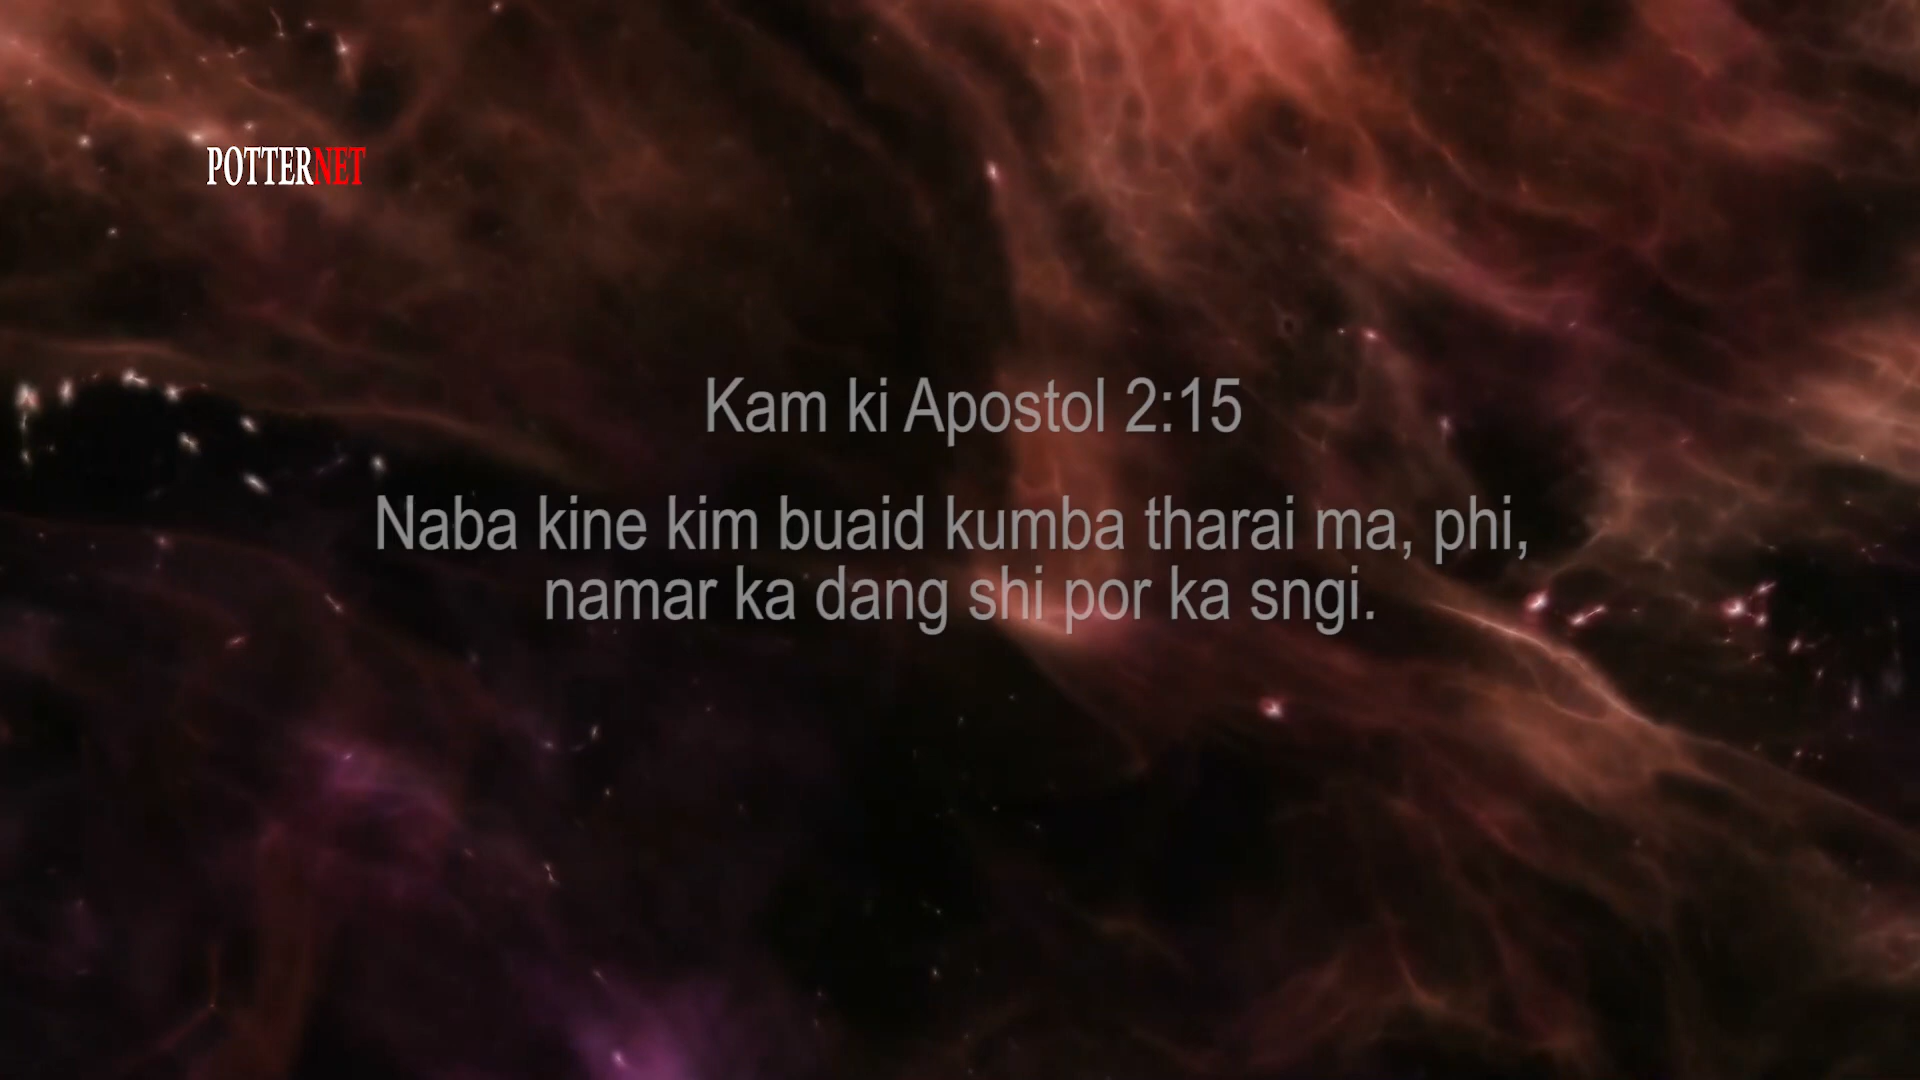 POTTERNET
Kam ki Apostol 2:15
Naba kine kim buaid kumba tharai ma, phi,
namar ka dang shi por ka sngi.